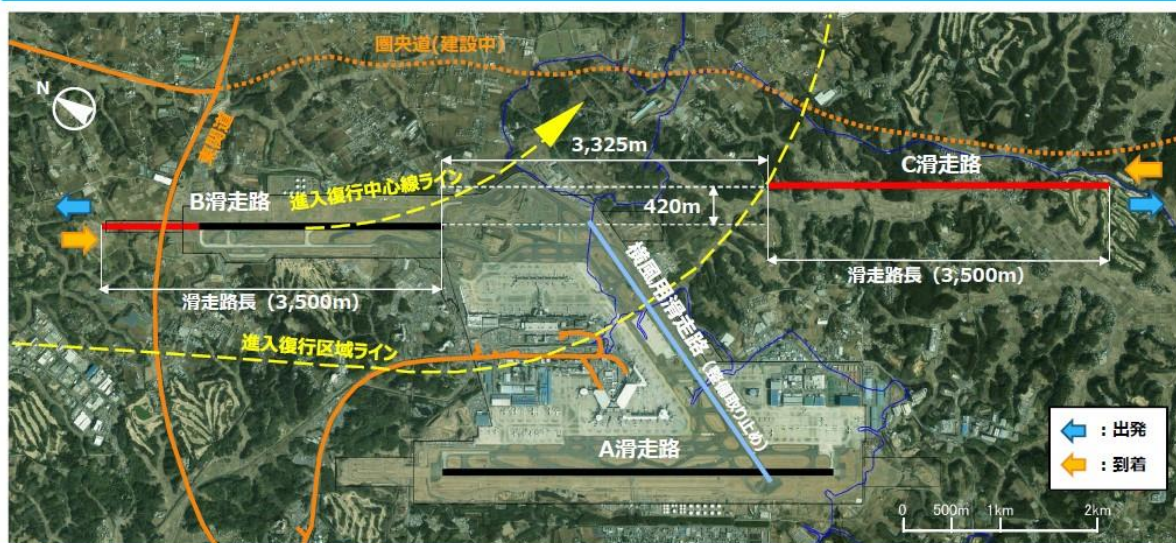 圏央道(建設中)
N
東関道
3,325m
C滑走路
進入復行中心線ライン
B滑走路
420m
横風用滑走路(整備取り止め)
滑走路長(3,500m)
滑走路長(3,500m)
進入復行区域ライン
A滑走路
:出発
:到着
0 500m 1km 2km